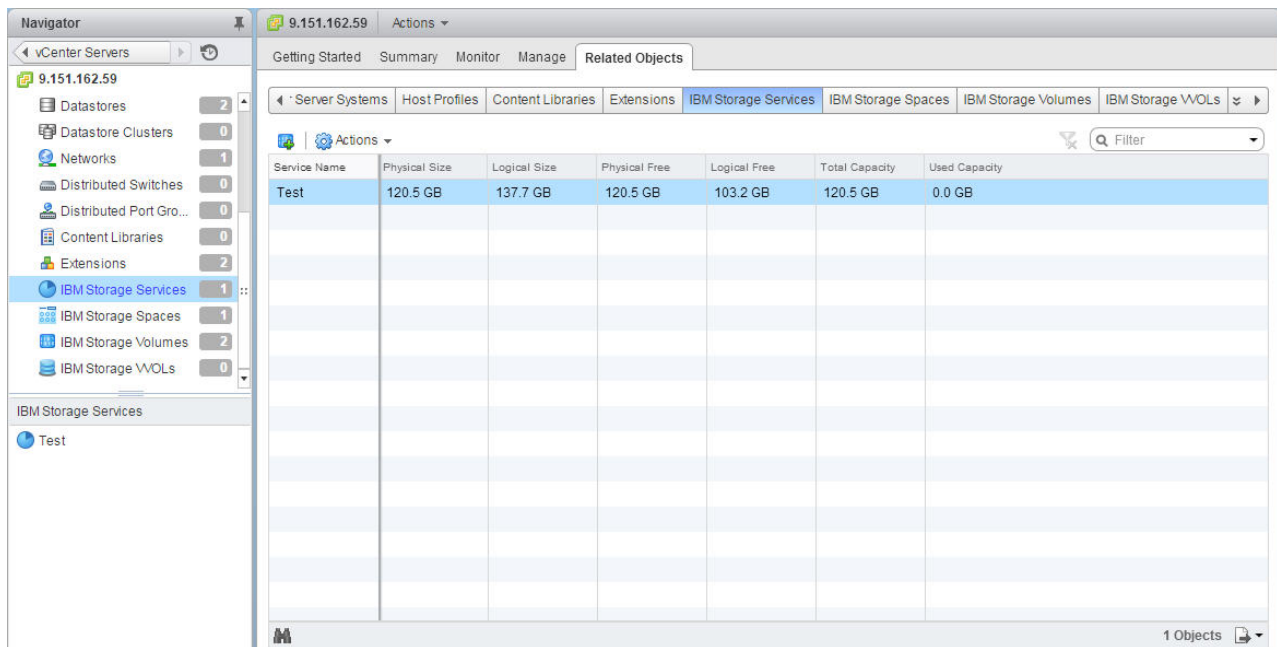 Navigator
vCenter Servers
9.151.162.59
Datastores 2
Datastore Clusters 0
Networks 1
Distributed Switches 0
Distributed Port Gro... 0
Content Libraries 0
Extensions 2
IBM Storage Services 1
IBM Storage Spaces 1
IBM Storage Volumes 2
IBM Storage VVOLs 0
IBM Storage Services
Test
9.151.162.59 Actions
Getting Started Summary Monitor Manage Related Objects
Server Systems Host Profiles Content Libraries Extensions IBM Storage Services IBM Storage Spaces IBM Storage Volumes IBM Storage VVOLs
Actions Filter
Service Name Physical Size Logical Size Physical Free Logical Free Total Capacity Used Capacity
Test 120.5 GB 137.7 GB 120.5 GB 103.2 GB 120.5 GB 0.0 GB
1 Objects